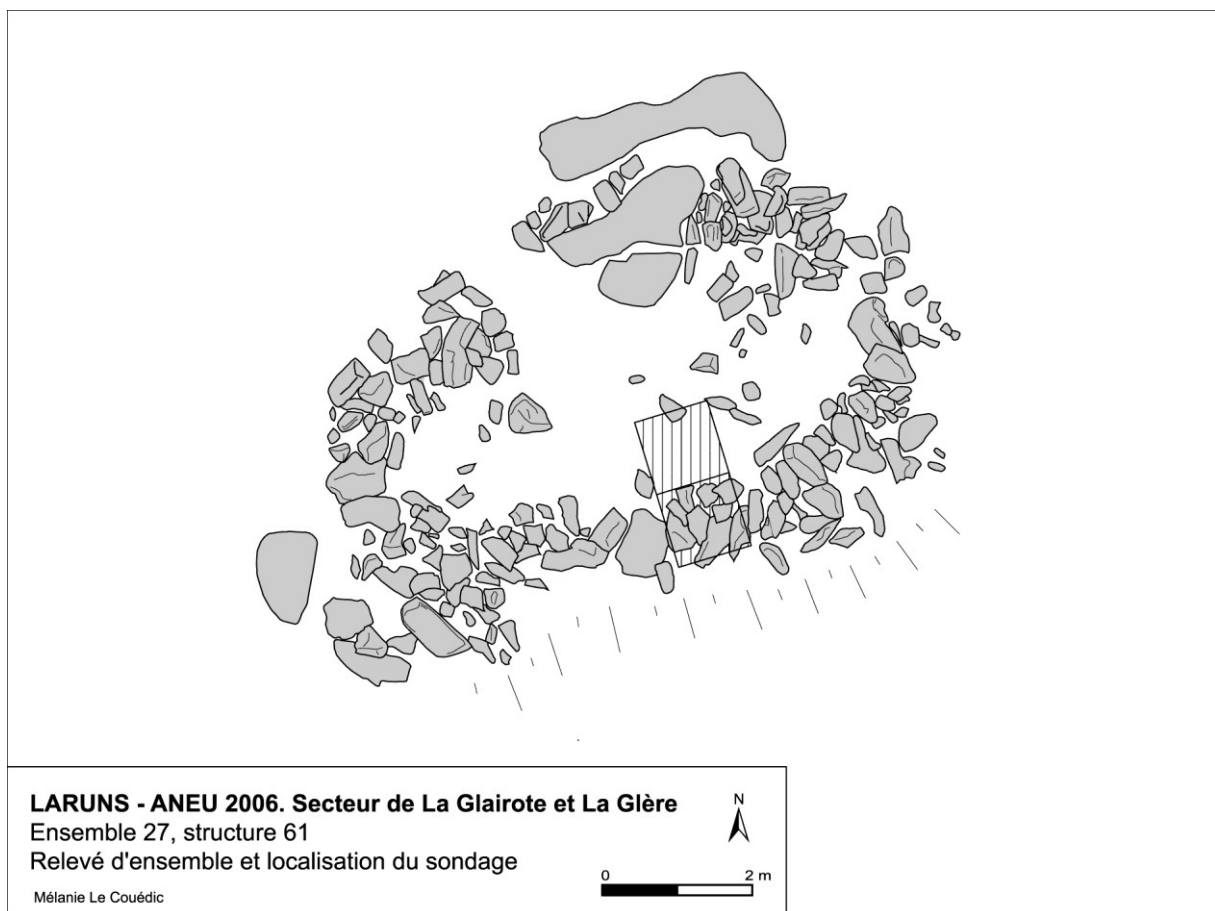 LARUNS - ANEU 2006. Secteur de La Glairote et La Glère
Ensemble 27, structure 61
Relevé d'ensemble et localisation du sondage
Mélanie Le Couédic
N
0 2 m